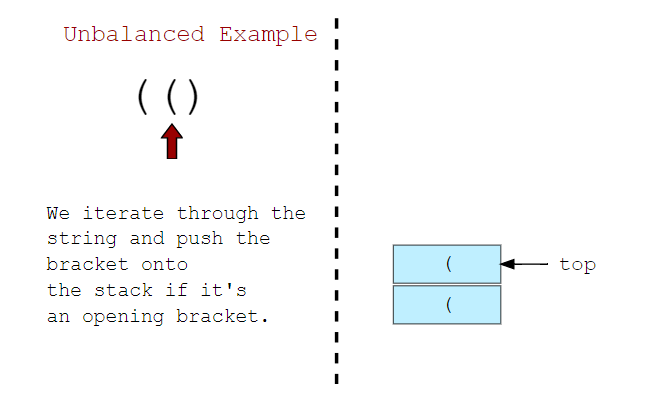 Unbalanced Example
( ()
We iterate through the
string and push the
bracket onto
the stack if it's
an opening bracket.
( top
(